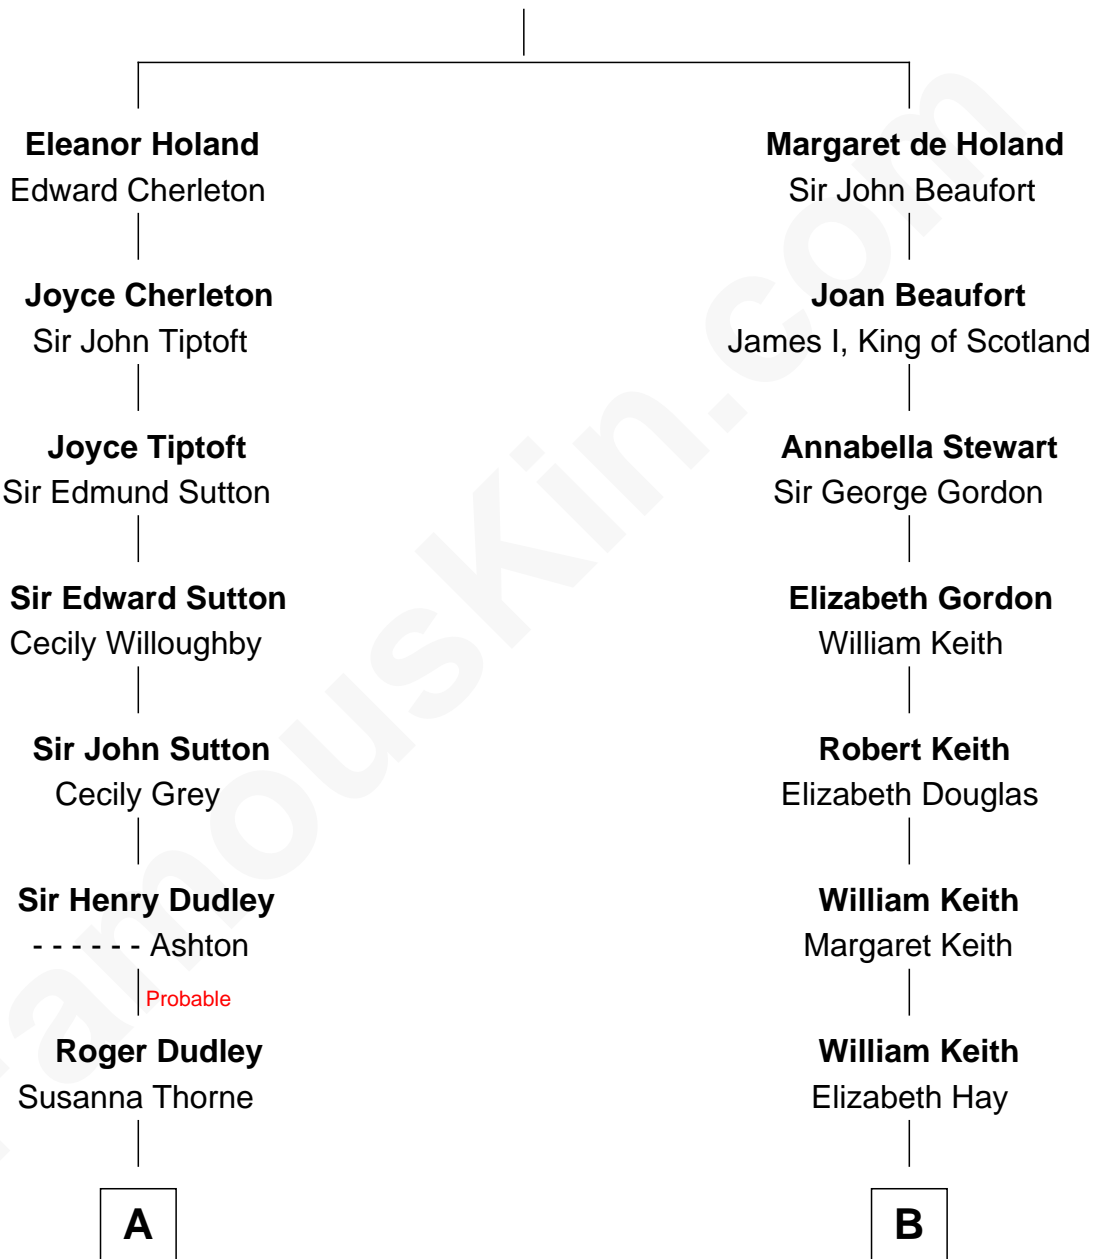 Eleanor Holand
Edward Cherleton
Joyce Cherleton
Sir John Tiptoft
Joyce Tiptoft
Sir Edmund Sutton
Sir Edward Sutton
Cecily Willoughby
Sir John Sutton
Cecily Grey
Sir Henry Dudley
- - - - - - Ashton
Probable
Roger Dudley
Susanna Thorne
A
Margaret de Holand
Sir John Beaufort
Joan Beaufort
James I, King of Scotland
Annabella Stewart
Sir George Gordon
Elizabeth Gordon
William Keith
Robert Keith
Elizabeth Douglas
William Keith
Margaret Keith
William Keith
Elizabeth Hay
B
FamousKin.com